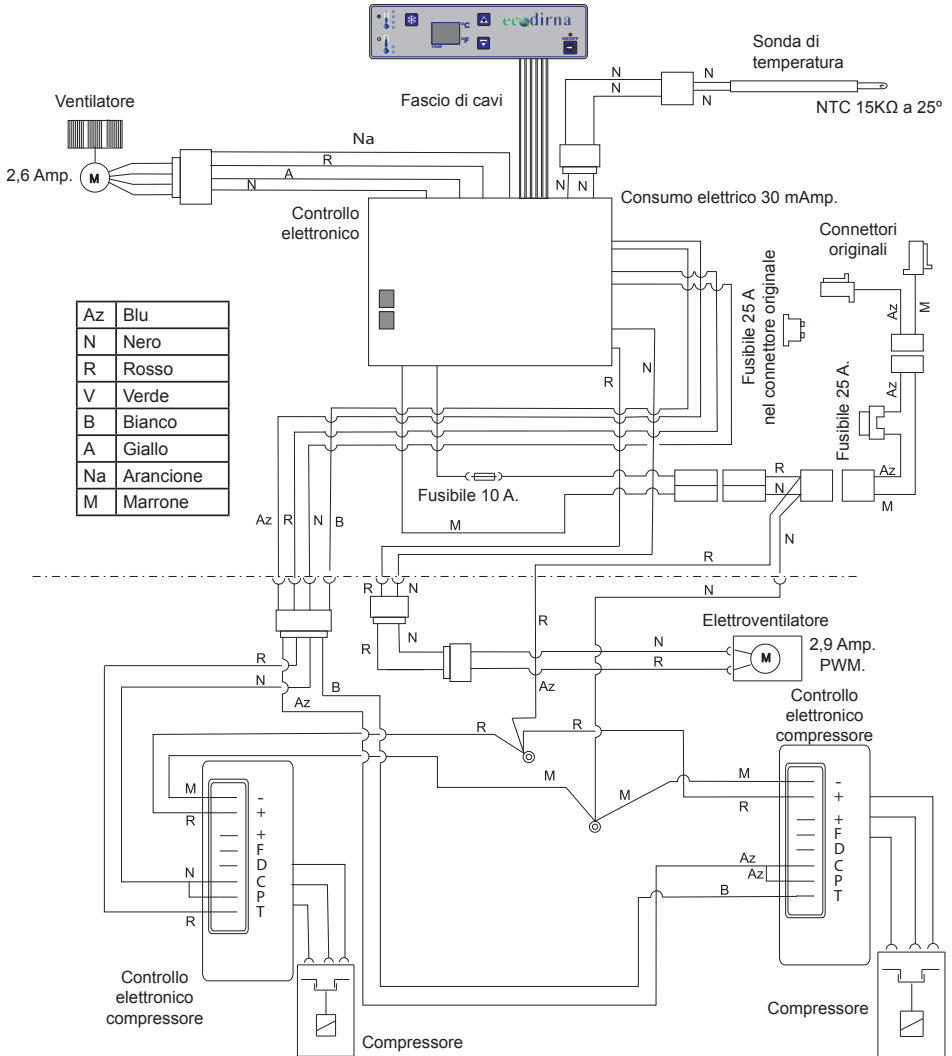 ecodirna
°C
°F
TEMP
ON/OFF
Sonda di
temperatura
N
N
N
N
NTC 15KΩ a 25º
Fascio di cavi
Ventilatore
2,6 Amp.
M
Na
R
A
N
N
N
Consumo elettrico 30 mAmp.
Controllo
elettronico
Connettori
originali
Az
M
Fusibile 25 A
nel connettore originale
Fusibile 25 A.
Az
Az
M
R
N
Az Blu
N Nero
R Rosso
V Verde
B Bianco
A Giallo
Na Arancione
M Marrone
Fusibile 10 A.
R
N
M
Az
R
N
B
R
N
N
R
N
R
Elettroventilatore
2,9 Amp.
PWM.
M
R
N
N
R
R
N
B
Az
Az
R
R
M
M
Controllo
elettronico
compressore
M
R
-
+
+
F
D
C
P
T
N
R
M
R
-
+
+
F
D
C
P
T
Az
Az
B
Controllo
elettronico
compressore
Compressore
Compressore